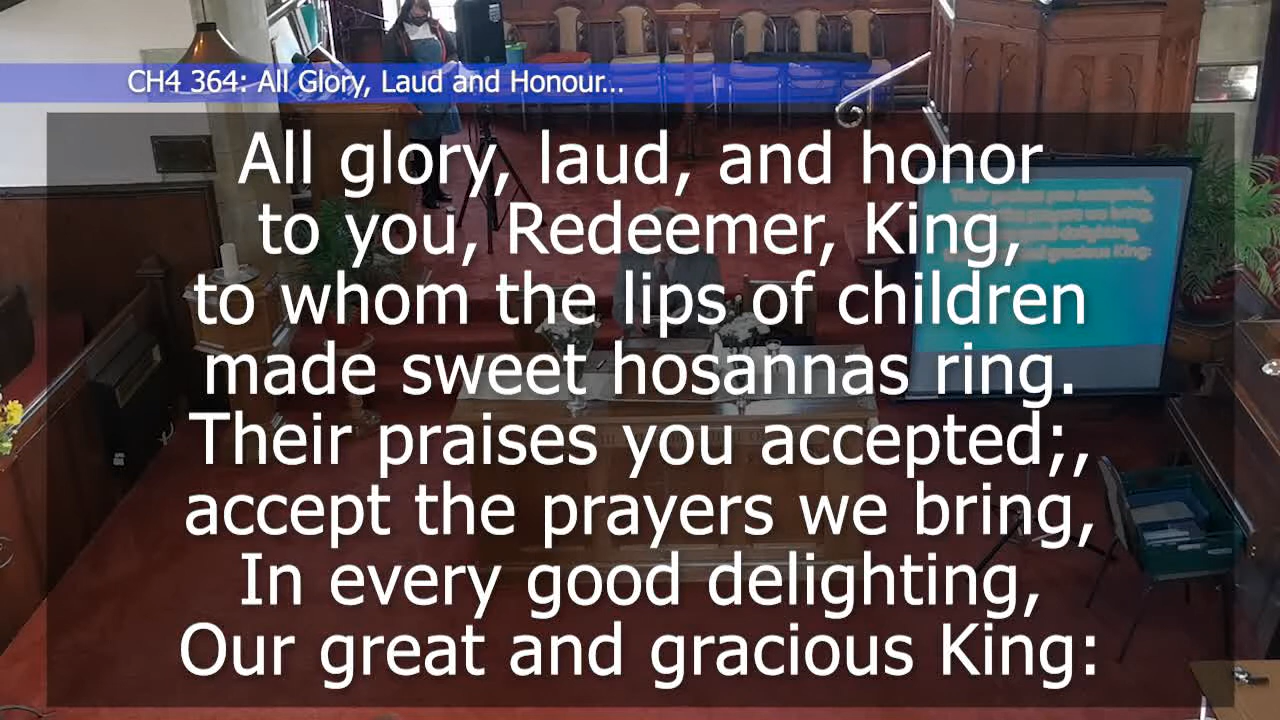 CH4 364: All Glory, Laud and Honour...
All glory, laud, and honor
to you, Redeemer, King,
to whom the lips of children
made sweet hosannas ring.
Their praises you accepted;,
accept the prayers we bring,
In every good delighting,
Our great and gracious King: